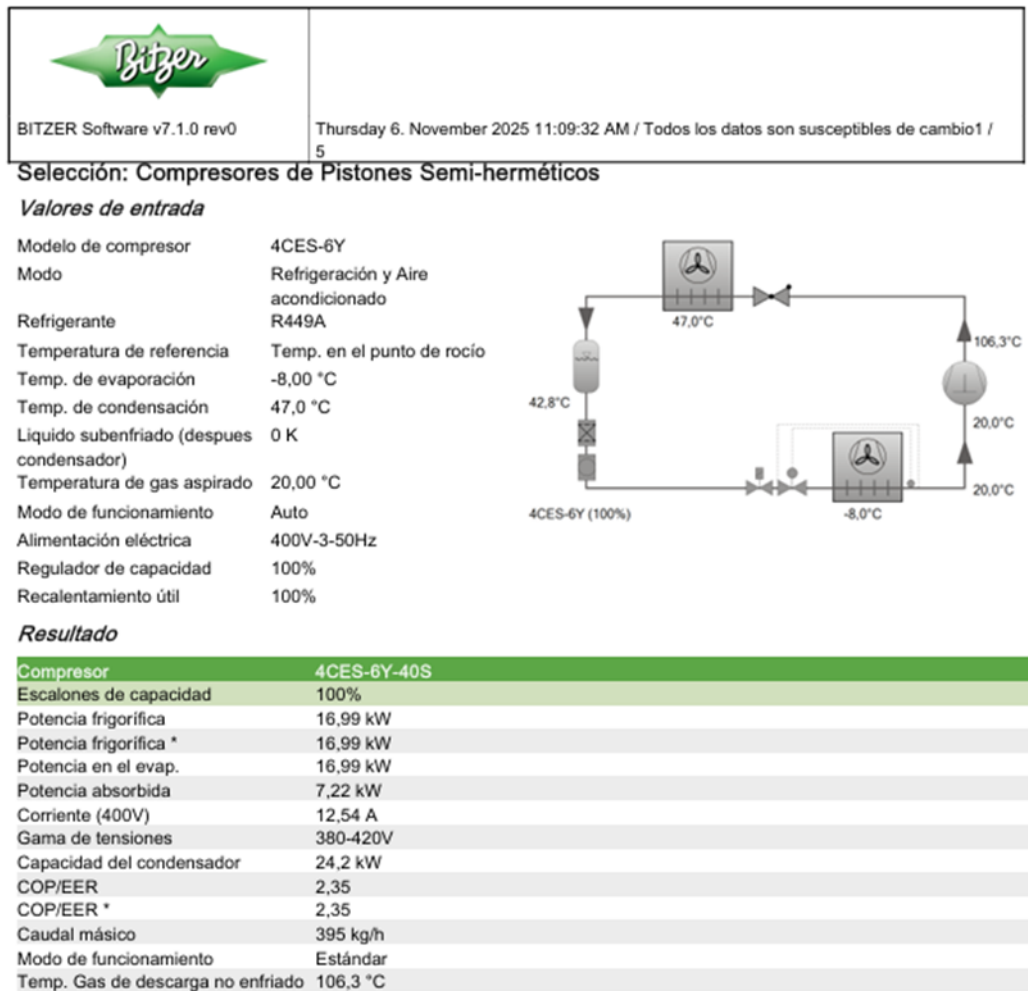 Bitzer
BITZER Software v7.1.0 rev0
Thursday 6. November 2025 11:09:32 AM / Todos los datos son susceptibles de cambio1 /
5
Selección: Compresores de Pistones Semi-herméticos
Valores de entrada
Modelo de compresor 4CES-6Y
Modo Refrigeración y Aire
acondicionado
Refrigerante R449A
Temperatura de referencia Temp. en el punto de rocío
Temp. de evaporación -8,00 °C
Temp. de condensación 47,0 °C
Liquido subenfriado (despues 0 K
condensador)
Temperatura de gas aspirado 20,00 °C
Modo de funcionamiento Auto
Alimentación eléctrica 400V-3-50Hz
Regulador de capacidad 100%
Recalentamiento útil 100%
47,0°C
106,3°C
42,8°C
20,0°C
20,0°C
4CES-6Y (100%)
-8,0°C
Resultado
Compresor 4CES-6Y-40S
Escalones de capacidad 100%
Potencia frigorífica 16,99 kW
Potencia frigorífica * 16,99 kW
Potencia en el evap. 16,99 kW
Potencia absorbida 7,22 kW
Corriente (400V) 12,54 A
Gama de tensiones 380-420V
Capacidad del condensador 24,2 kW
COP/EER 2,35
COP/EER * 2,35
Caudal másico 395 kg/h
Modo de funcionamiento Estándar
Temp. Gas de descarga no enfriado 106,3 °C